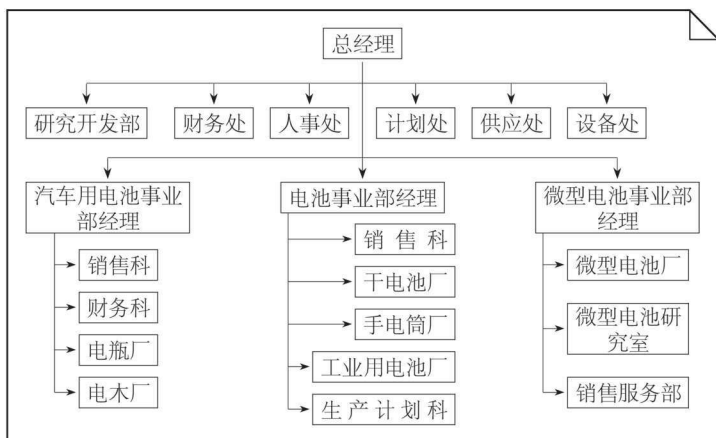 总经理
研究开发部
财务处
人事处
计划处
供应处
设备处
汽车用电池事业
部经理
电池事业部经理
微型电池事业部
经理
销售科
财务科
电瓶厂
电木厂
销售科
干电池厂
手电筒厂
工业用电池厂
生产计划科
微型电池厂
微型电池研
究室
销售服务部